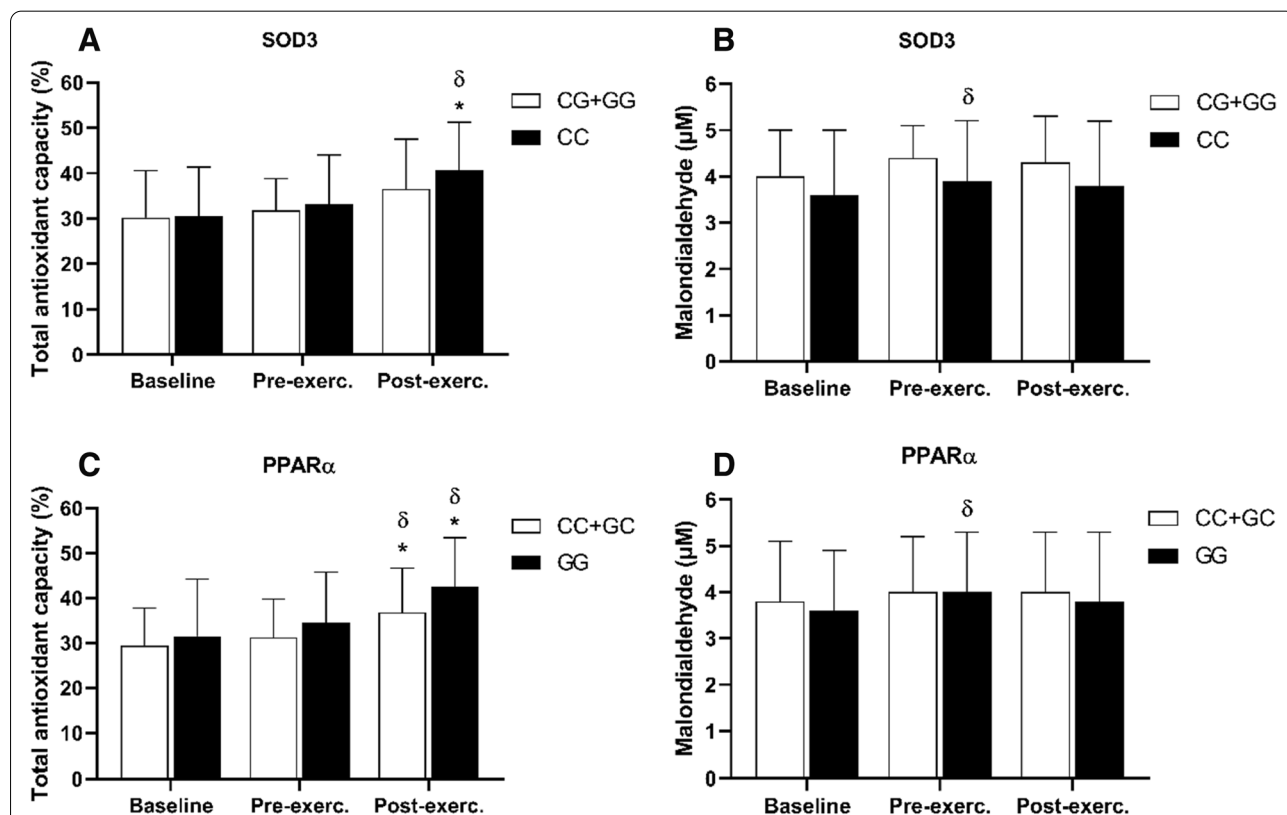 A
SOD3
Total antioxidant capacity (%)
60
50
40
30
20
10
0
δ
*
CG+GG
CC
Baseline Pre-exerc. Post-exerc.
B
SOD3
Malondialdehyde (µM)
6
5
4
3
2
1
0
δ
CG+GG
CC
Baseline Pre-exerc. Post-exerc.
C
PPARα
Total antioxidant capacity (%)
60
50
40
30
20
10
0
δ δ
* *
CC+GC
GG
Baseline Pre-exerc. Post-exerc.
D
PPARα
Malondialdehyde (µM)
6
5
4
3
2
1
0
δ
CC+GC
GG
Baseline Pre-exerc. Post-exerc.